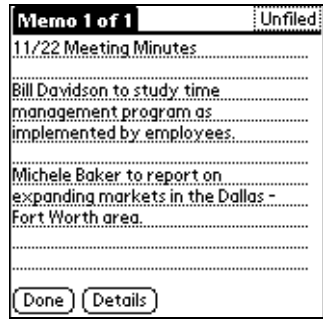 Memo 1 of 1
Unfiled
11/22 Meeting Minutes
Bill Davidson to study time
management program as
implemented by employees.
Michele Baker to report on
expanding markets in the Dallas -
Fort Worth area.
Done
Details